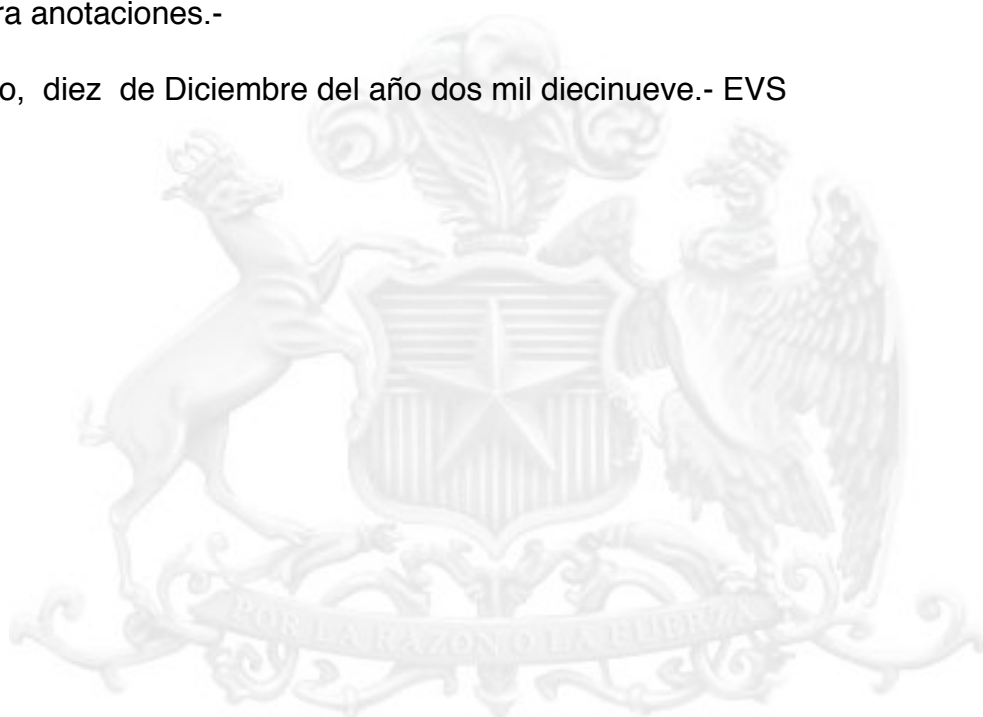 ra anotaciones.-
o, diez de Diciembre del año dos mil diecinueve.- EVS
POR LA RAZON O LA FUERZA